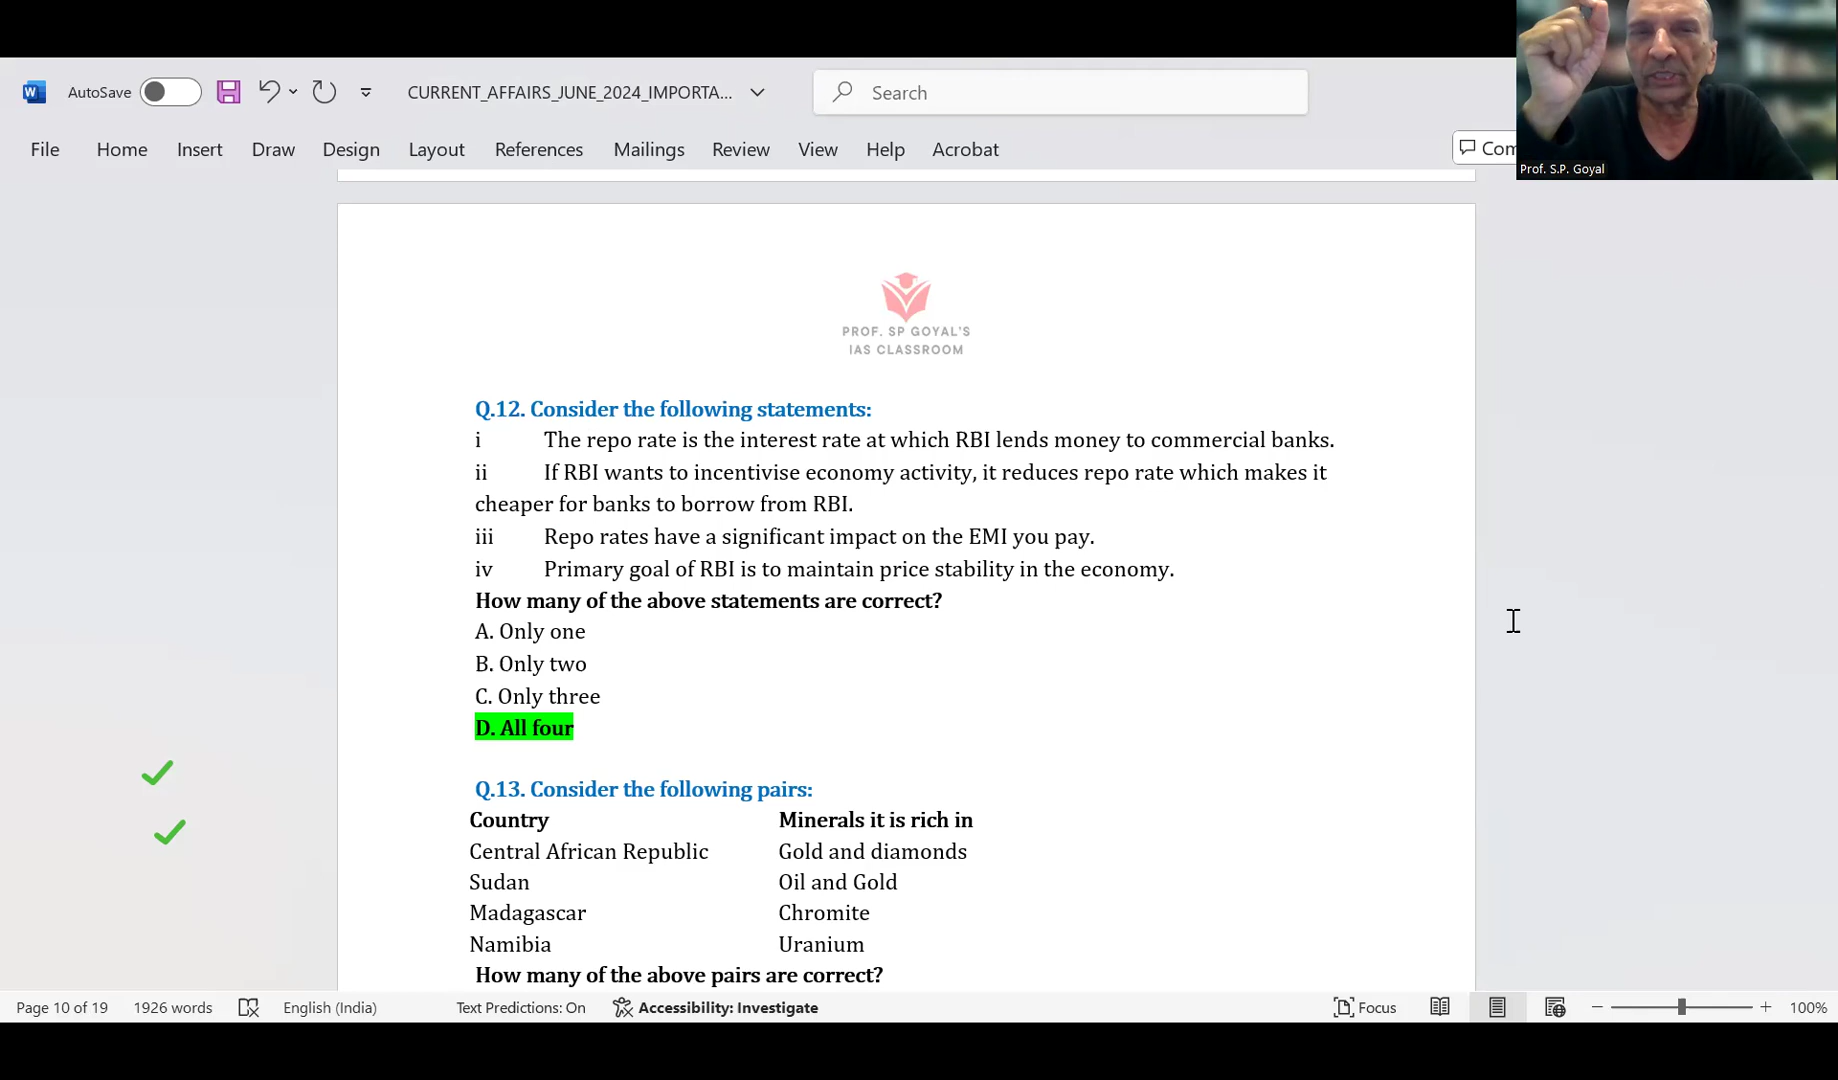 AutoSave
CURRENT_AFFAIRS_JUNE_2024_IMPORTA...
Search
Prof. S.P. Goyal
File Home Insert Draw Design Layout References Mailings Review View Help Acrobat Com
PROF. SP GOYAL'S
IAS CLASSROOM
Q.12. Consider the following statements:
i The repo rate is the interest rate at which RBI lends money to commercial banks.
ii If RBI wants to incentivise economy activity, it reduces repo rate which makes it
cheaper for banks to borrow from RBI.
iii Repo rates have a significant impact on the EMI you pay.
iv Primary goal of RBI is to maintain price stability in the economy.
How many of the above statements are correct?
A. Only one
B. Only two
C. Only three
D. All four
Q.13. Consider the following pairs:
Country Minerals it is rich in
Central African Republic Gold and diamonds
Sudan Oil and Gold
Madagascar Chromite
Namibia Uranium
How many of the above pairs are correct?
Page 10 of 19 1926 words English (India) Text Predictions: On Accessibility: Investigate Focus 100%